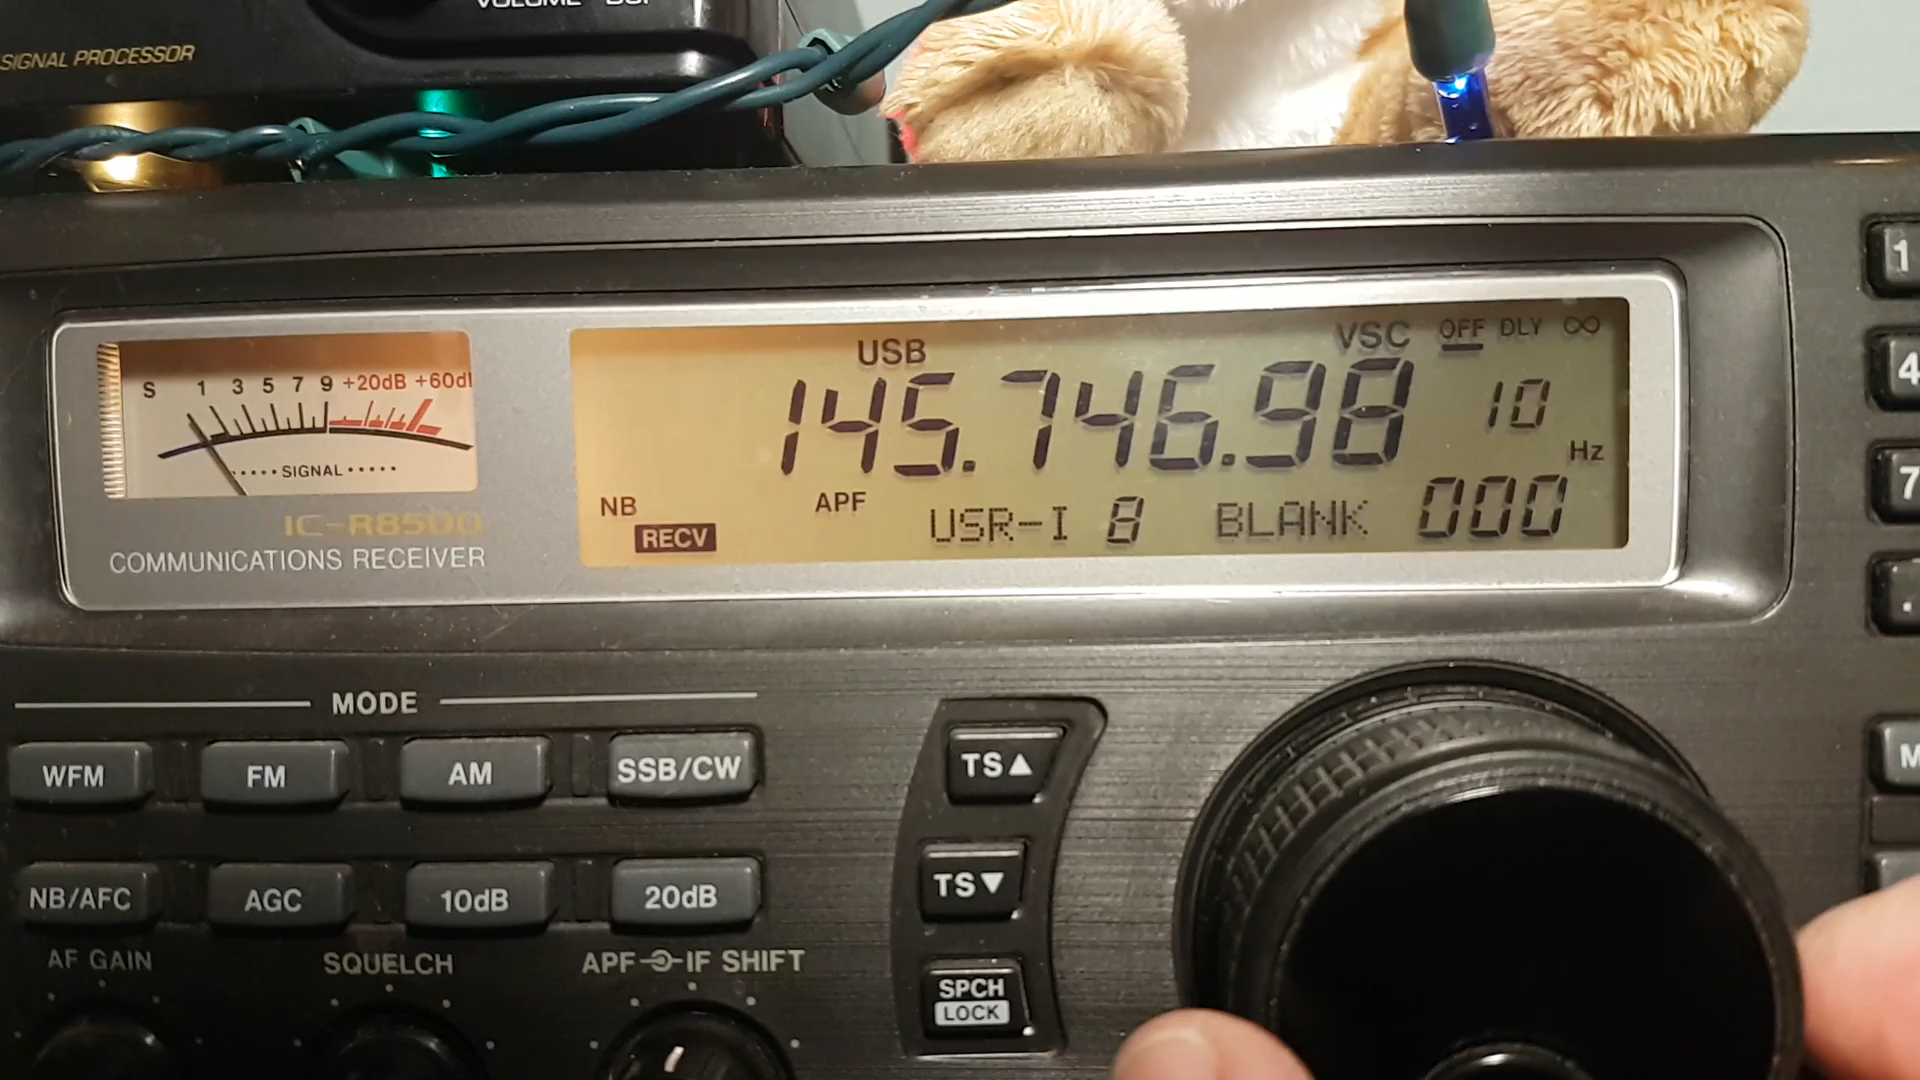 VOLUME
SIGNAL PROCESSOR
S 1 3 5 7 9 +20dB +60d
SIGNAL
IC-R8500
COMMUNICATIONS RECEIVER
USB VSC OFF DLY ∞
145.746.98 10
Hz
NB APF USR-I 8 BLANK 000
RECV
MODE
WFM FM AM SSB/CW
NB/AFC AGC 10dB 20dB
AF GAIN SQUELCH APF IF SHIFT
TS▲
TS▼
SPCH
LOCK
1
4
7
.
M